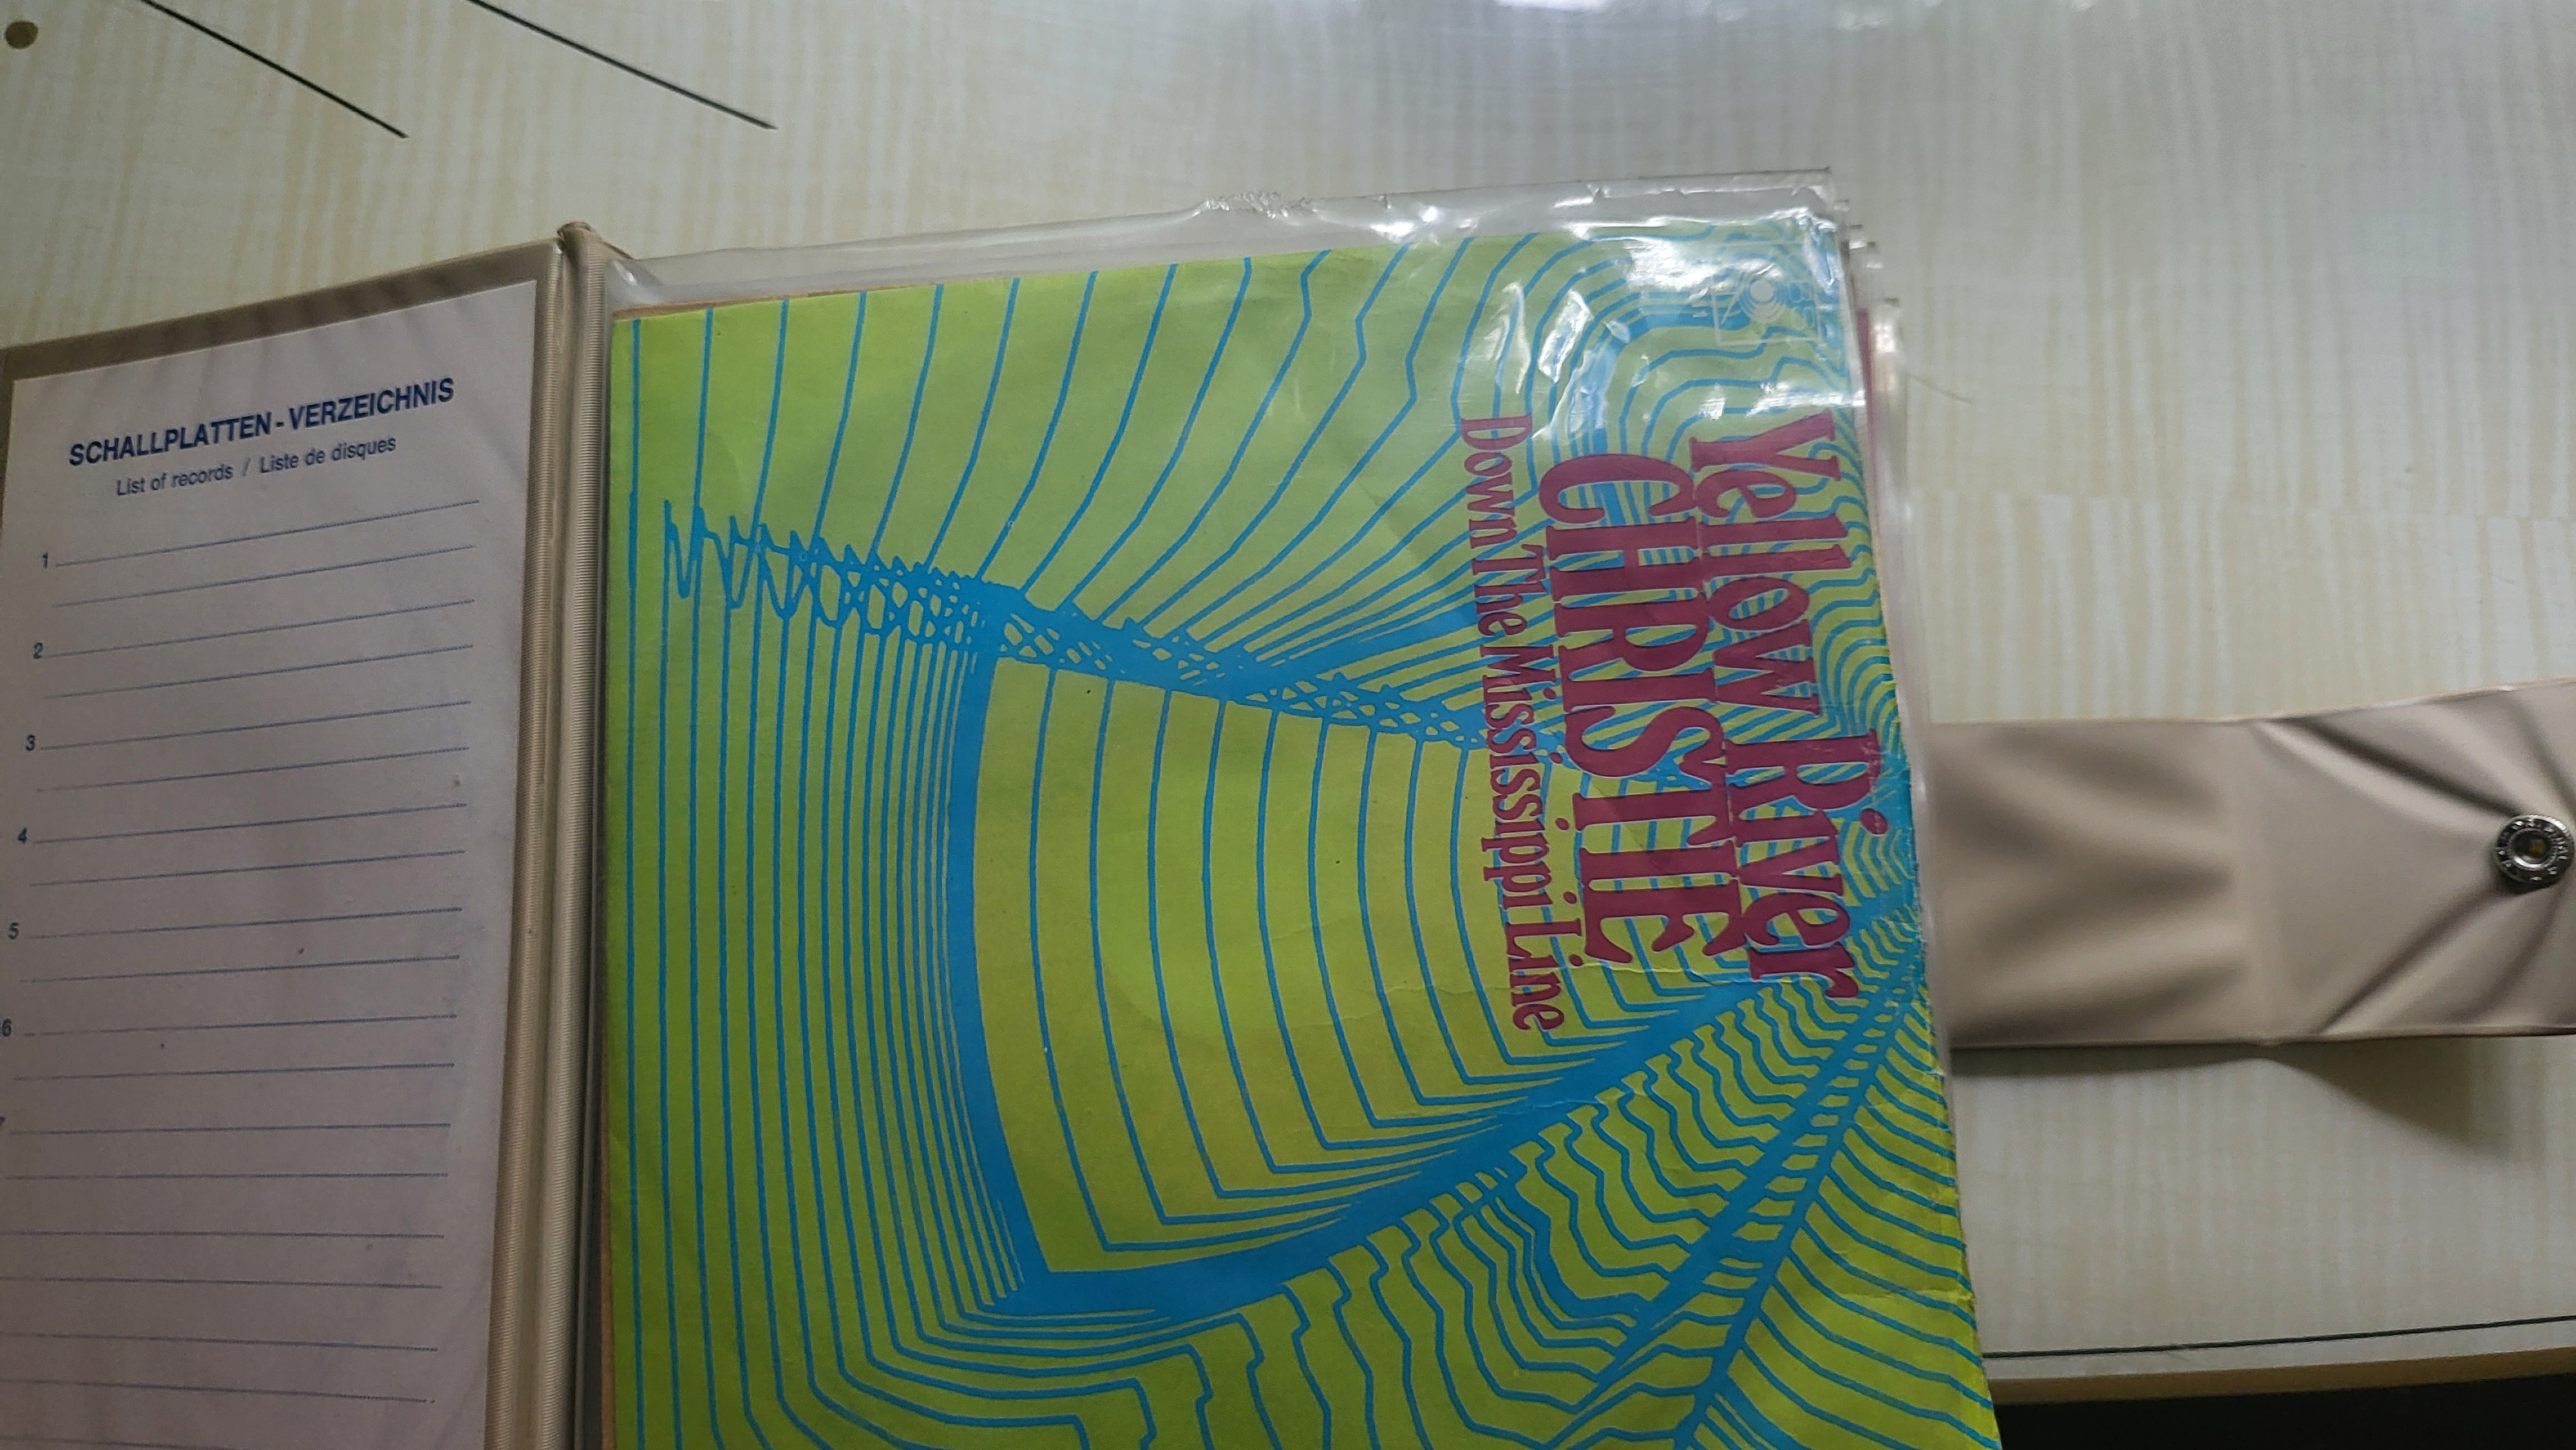 SCHALLPLATTEN-VERZEICHNIS
List of records / Liste de disques
1
2
3
4
5
6
7
Yellow River
CHRISTIE
Down The Mississippi Line